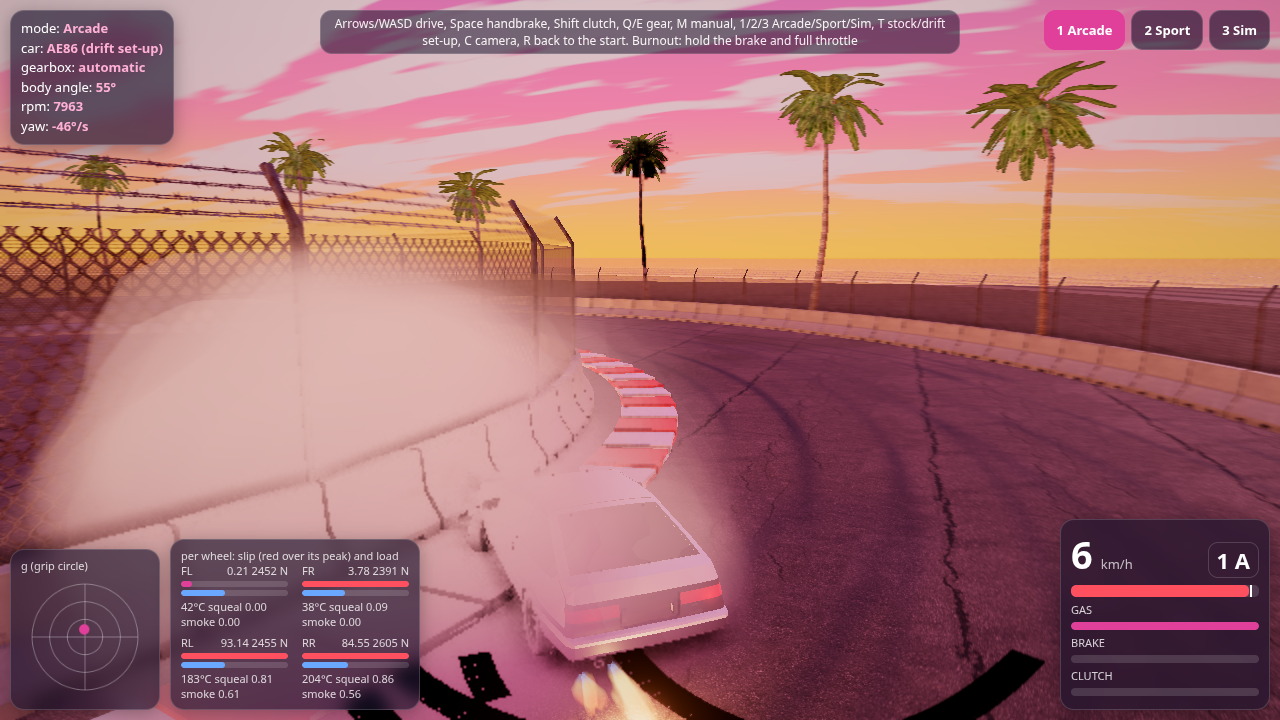 mode: Arcade
car: AE86 (drift set-up)
gearbox: automatic
body angle: 55°
rpm: 7963
yaw: -46°/s
Arrows/WASD drive, Space handbrake, Shift clutch, Q/E gear, M manual, 1/2/3 Arcade/Sport/Sim, T stock/drift
set-up, C camera, R back to the start. Burnout: hold the brake and full throttle
1 Arcade
2 Sport
3 Sim
g (grip circle)
per wheel: slip (red over its peak) and load
FL 0.21 2452 N
FR 3.78 2391 N
42°C squeal 0.00
smoke 0.00
38°C squeal 0.09
smoke 0.00
RL 93.14 2455 N
RR 84.55 2605 N
183°C squeal 0.81
smoke 0.61
204°C squeal 0.86
smoke 0.56
6 km/h
1 A
GAS
BRAKE
CLUTCH